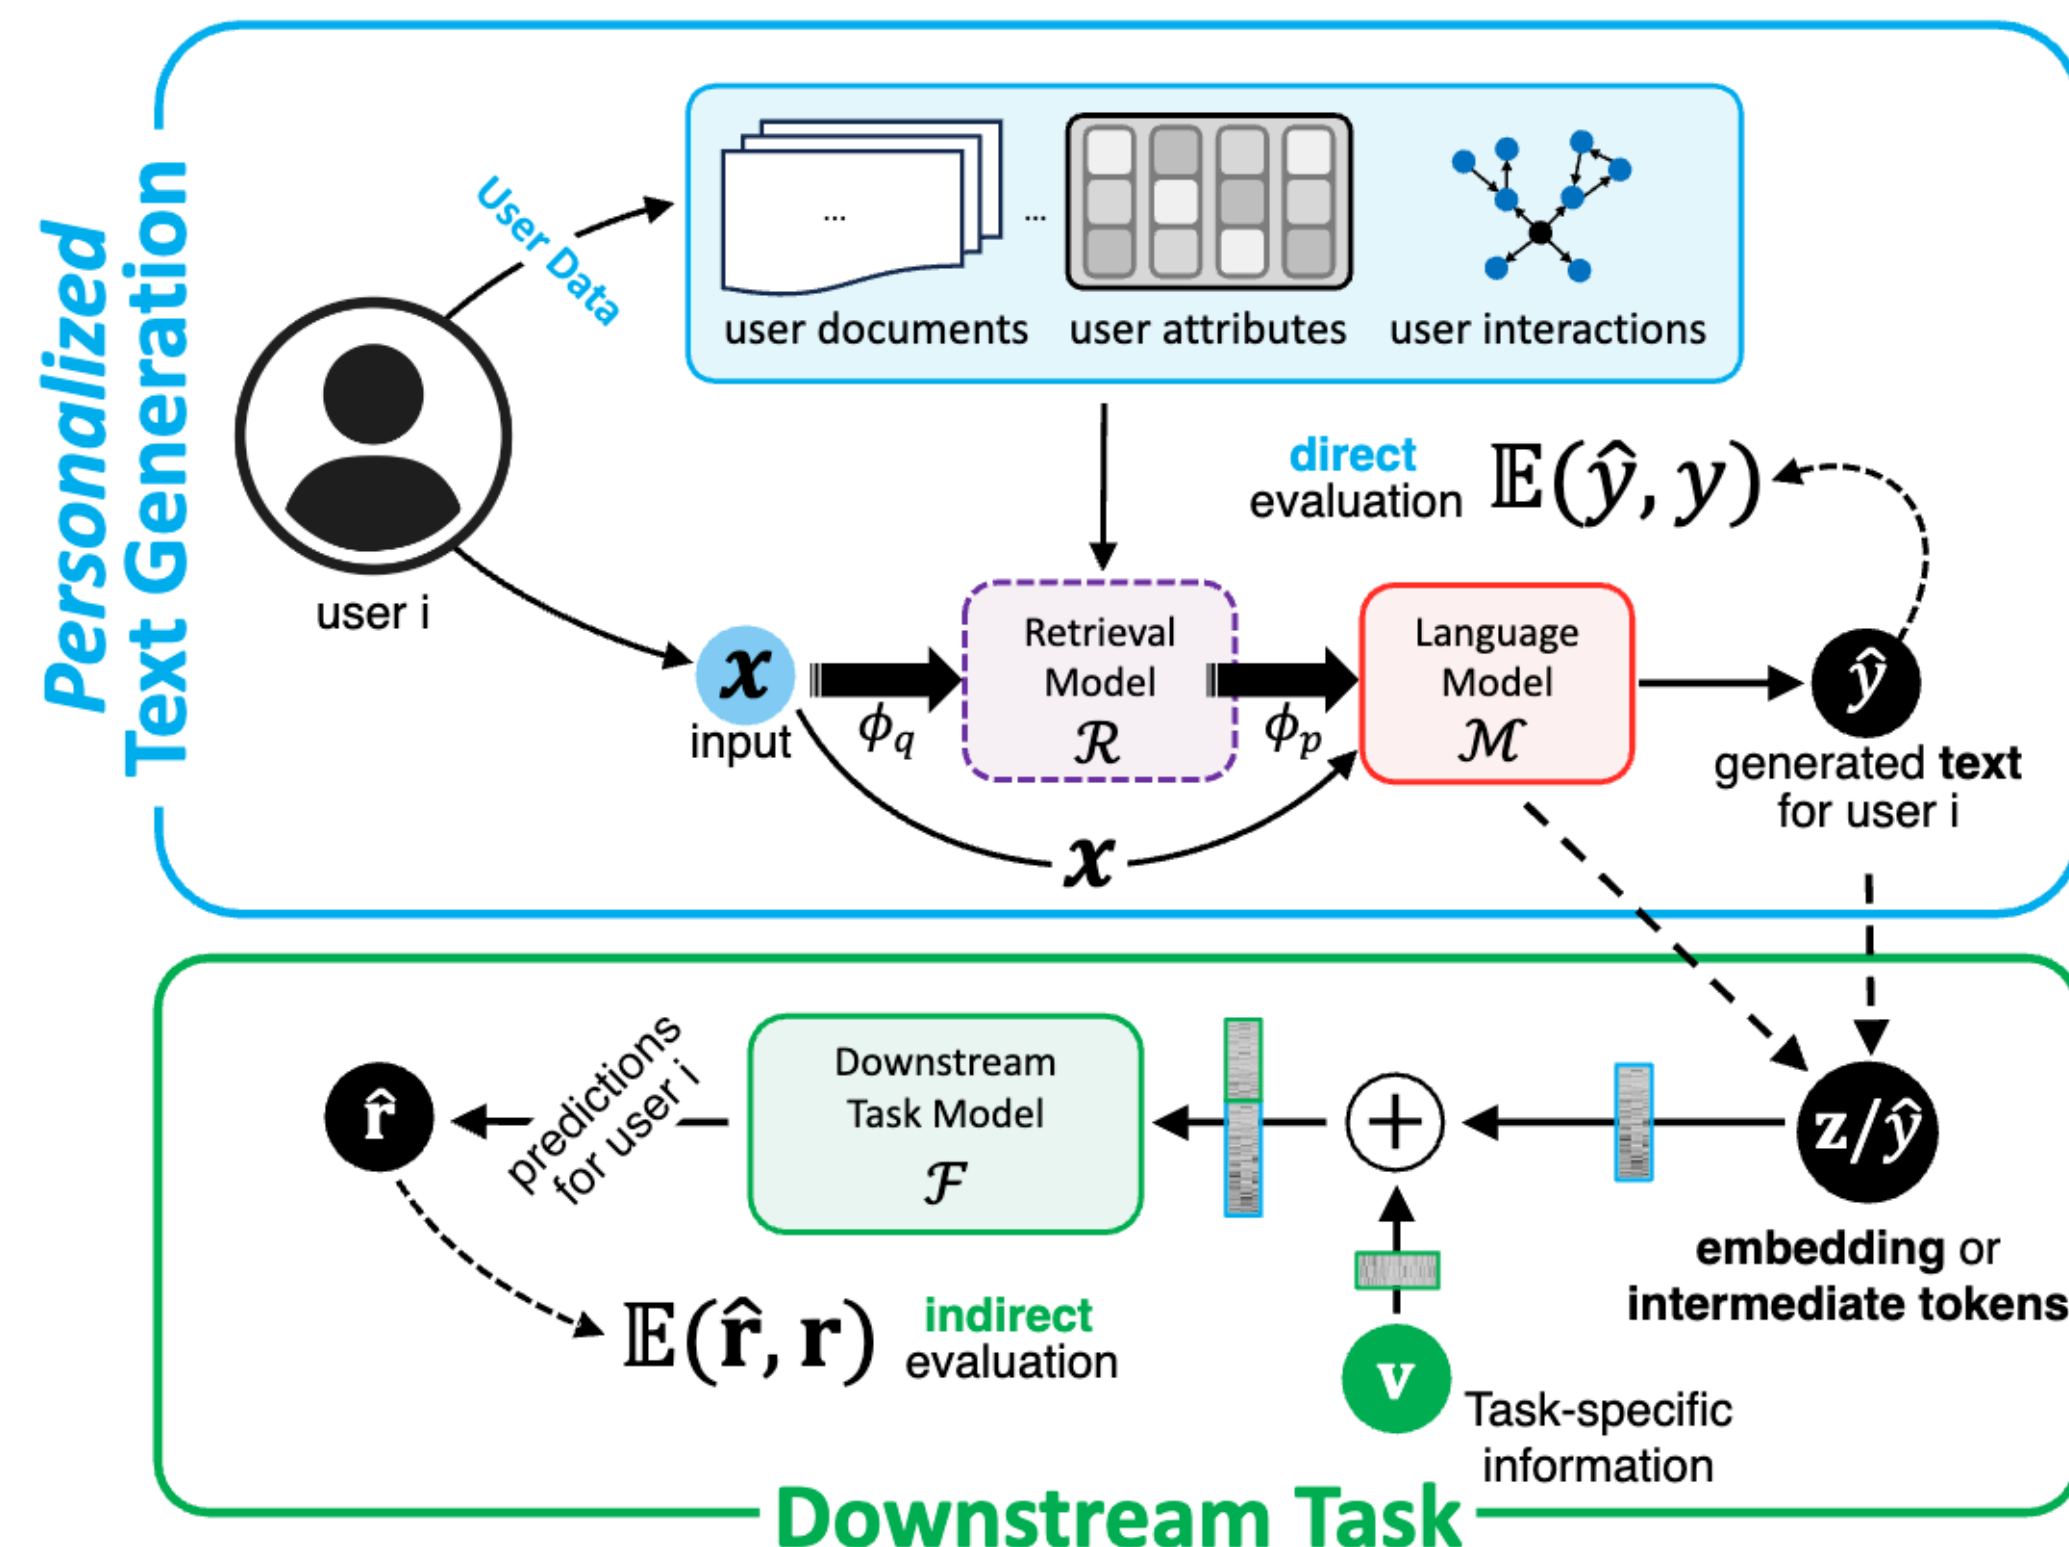 Personalized
Text Generation
User Data
...
...
user documents
user attributes
user interactions
user i
direct
evaluation
𝔼(ŷ, y)
x
input
ϕ_q
Retrieval
Model
ℛ
ϕ_p
Language
Model
ℳ
ŷ
generated text
for user i
x
r̂
predictions
for user i
Downstream
Task Model
ℱ
+
z/ŷ
embedding or
intermediate tokens
𝔼(r̂, r)
indirect
evaluation
v
Task-specific
information
Downstream Task